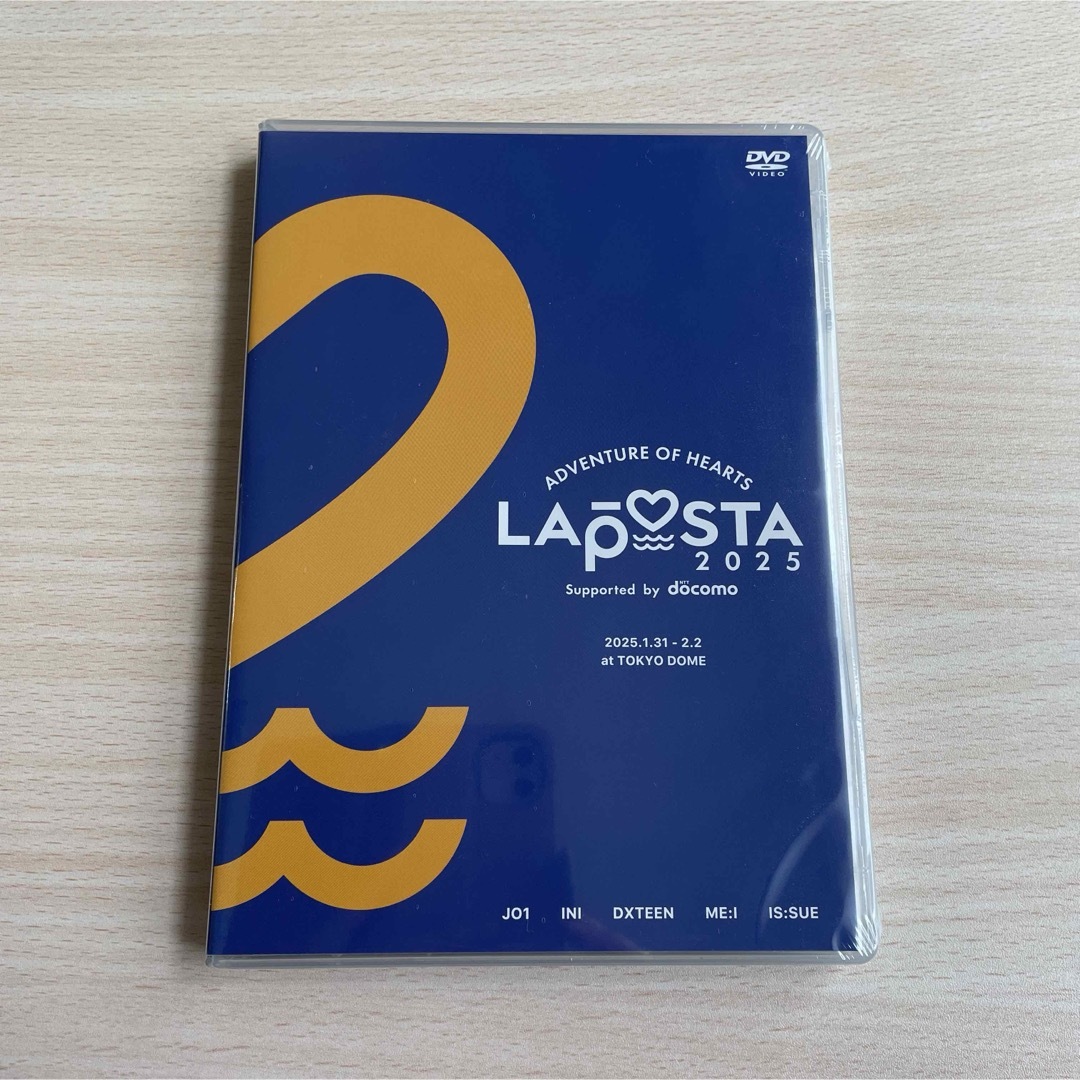 DVD
VIDEO
ADVENTURE OF HEARTS
LAPOSTA
2025
Supported by NTT docomo
2025.1.31 - 2.2
at TOKYO DOME
JO1 INI DXTEEN ME:I IS:SUE